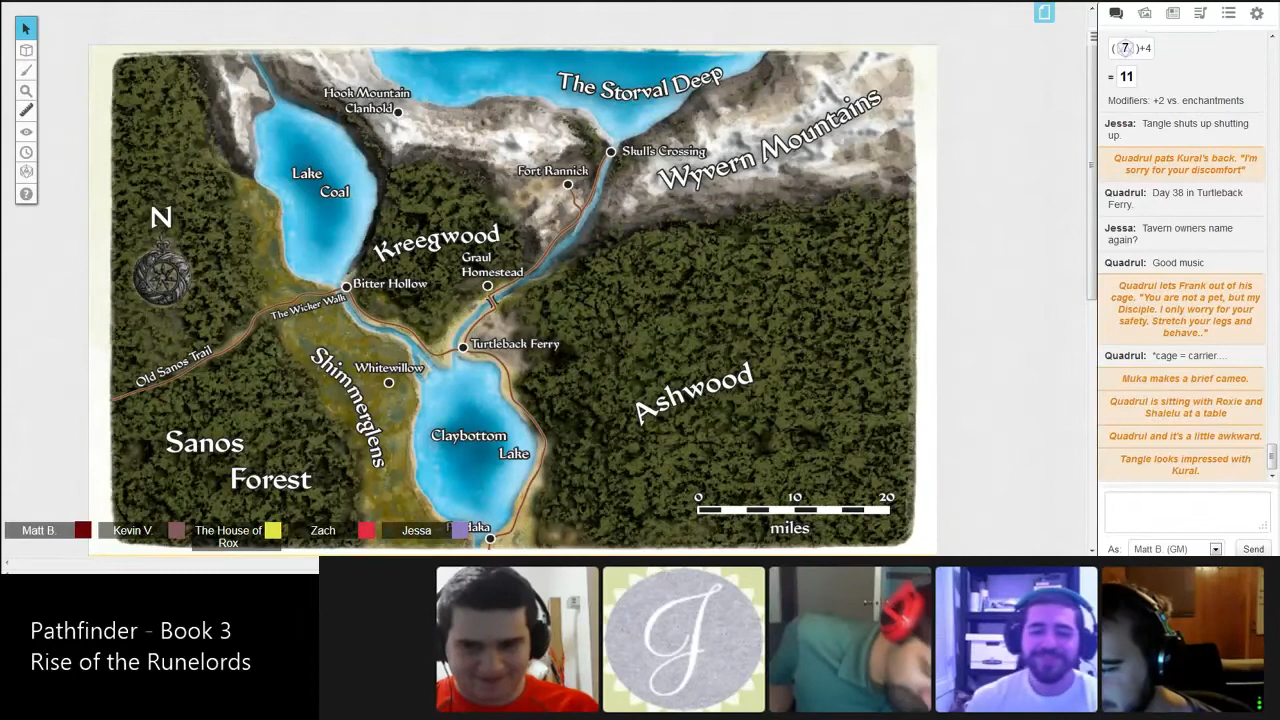 The Storval Deep
Hook Mountain
Clanhold
Wyvern Mountains
Skull's Crossing
Fort Rannick
Lake
Coal
N
Kreegwood
Graul
Homestead
Bitter Hollow
The Wicker Walk
Old Sanos Trail
Turtleback Ferry
Shimmerglens
Whitewillow
Ashwood
Claybottom
Lake
Sanos
Forest
0 10 20
miles
Matt B.
Kevin V.
The House of
Rox
Zach
Jessa
(7)+4
= 11
Modifiers: +2 vs. enchantments
Jessa: Tangle shuts up shutting
up.
Quadrul pats Kural's back. "I'm
sorry for your discomfort"
Quadrul: Day 38 in Turtleback
Ferry.
Jessa: Tavern owners name
again?
Quadrul: Good music
Quadrul lets Frank out of his
cage. "You are not a pet, but my
Disciple. I only worry for your
safety. Stretch your legs and
behave.."
Quadrul: *cage = carrier....
Muka makes a brief cameo.
Quadrul is sitting with Roxie and
Shalelu at a table
Quadrul and it's a little awkward.
Tangle looks impressed with
Kural.
As: Matt B. (GM)
Send
Pathfinder - Book 3
Rise of the Runelords
J